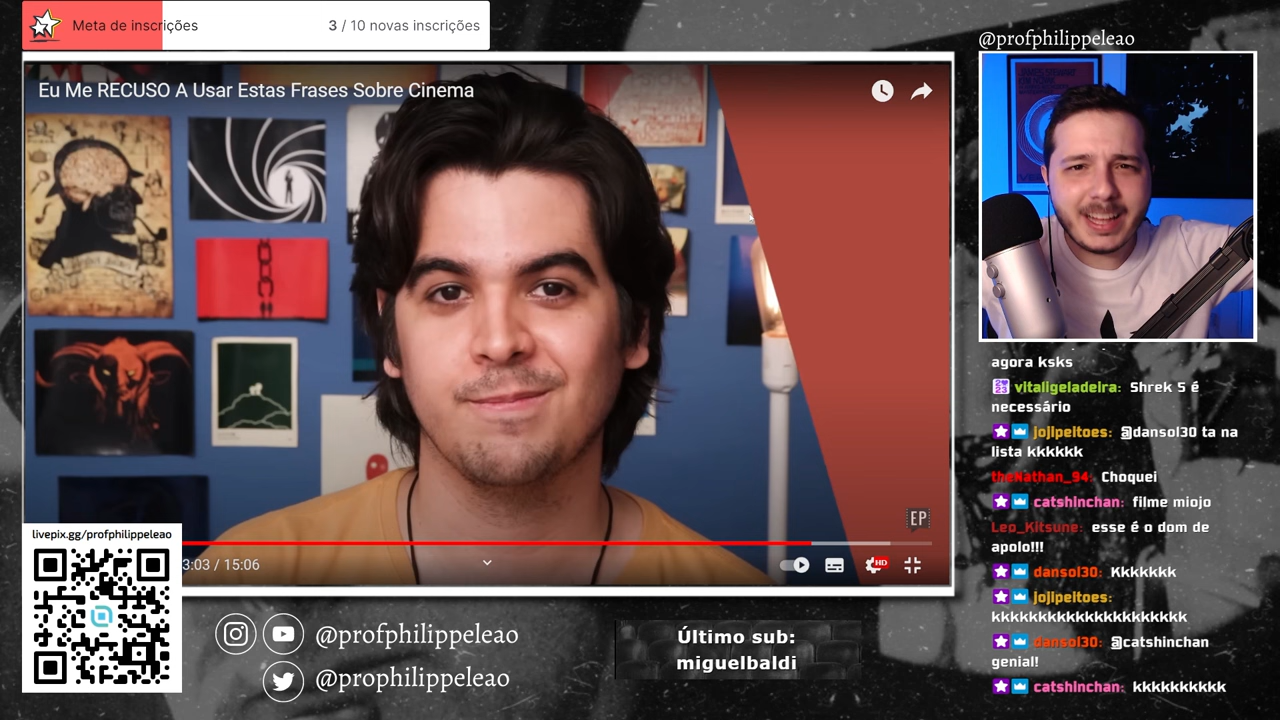 Meta de inscrições
3 / 10 novas inscrições
@profphilippeleao
Eu Me RECUSO A Usar Estas Frases Sobre Cinema
agora ksks
vitaligeladeira: Shrek 5 é
necessário
jojipeitoes: @dansol30 ta na
lista kkkkkk
theNathan_94: Choquei
catshinchan: filme miojo
Leo_Kitsune: esse é o dom de
apolo!!!
dansol30: Kkkkkkk
jojipeitoes:
kkkkkkkkkkkkkkkkkkkkk
dansol30: @catshinchan
genial!
catshinchan: kkkkkkkkkk
EP
livepix.gg/profphilippeleao
3:03 / 15:06
HD
@profphilippeleao
@prophilippeleao
Último sub:
miguelbaldi